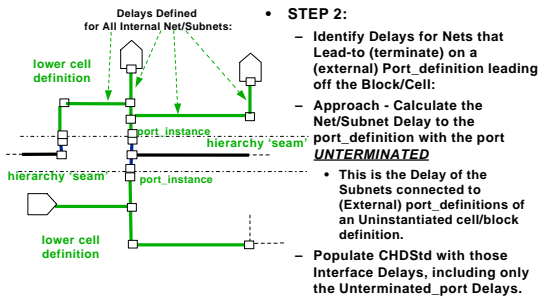 Delays Defined
for All Internal Net/Subnets:
lower cell
definition
port_instance
hierarchy 'seam'
hierarchy 'seam'
port_instance
lower cell
definition
• STEP 2:
– Identify Delays for Nets that
Lead-to (terminate) on a
(external) Port_definition leading
off the Block/Cell:
– Approach - Calculate the
Net/Subnet Delay to the
port_definition with the port
UNTERMINATED
• This is the Delay of the
Subnets connected to
(External) port_definitions of
an Uninstantiated cell/block
definition.
– Populate CHDStd with those
Interface Delays, including only
the Unterminated_port Delays.